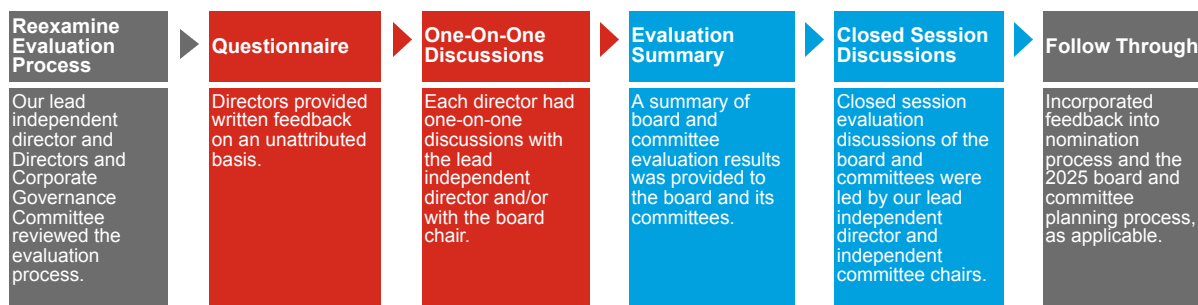 Reexamine
Evaluation
Process
Our lead
independent
director and
Directors and
Corporate
Governance
Committee
reviewed the
evaluation
process.
Questionnaire
Directors provided
written feedback
on an unattributed
basis.
One-On-One
Discussions
Each director had
one-on-one
discussions with
the lead
independent
director and/or
with the board
chair.
Evaluation
Summary
A summary of
board and
committee
evaluation results
was provided to
the board and its
committees.
Closed Session
Discussions
Closed session
evaluation
discussions of the
board and
committees were
led by our lead
independent
director and
independent
committee chairs.
Follow Through
Incorporated
feedback into
nomination
process and the
2025 board and
committee
planning process,
as applicable.